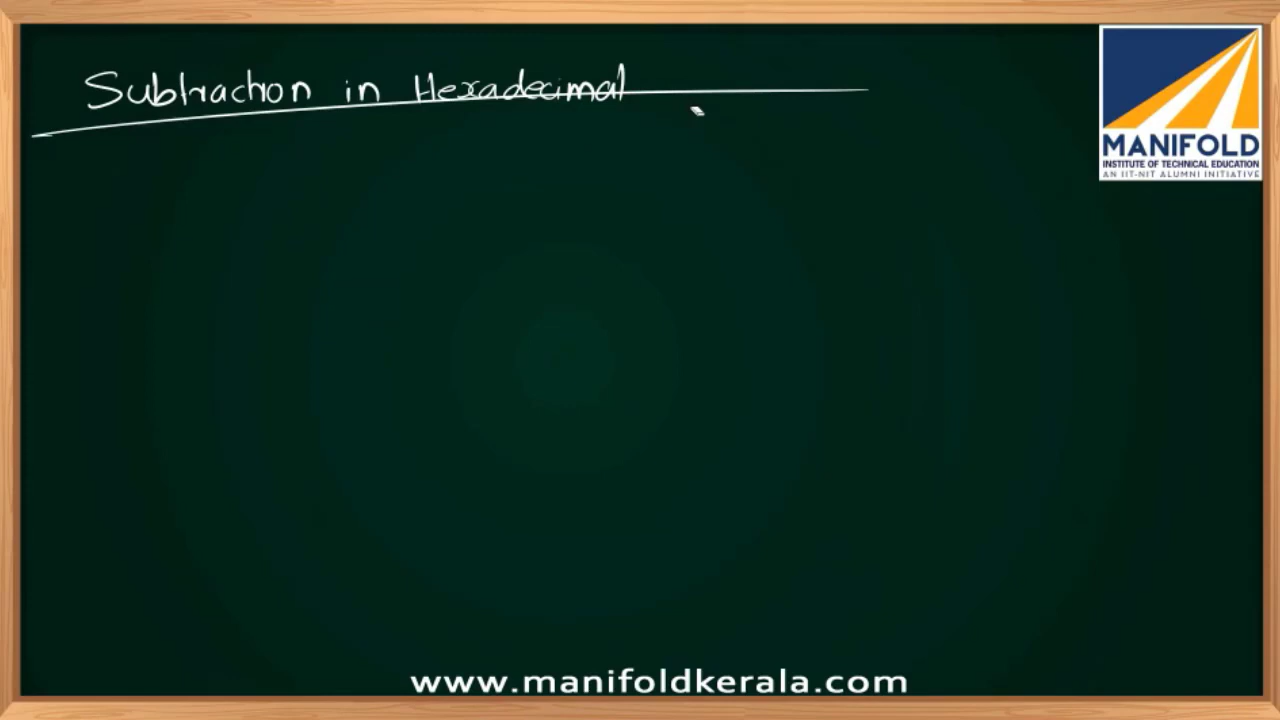 Subtraction in Hexadecimal
MANIFOLD
INSTITUTE OF TECHNICAL EDUCATION
AN IIT-NIT ALUMNI INITIATIVE
www.manifoldkerala.com